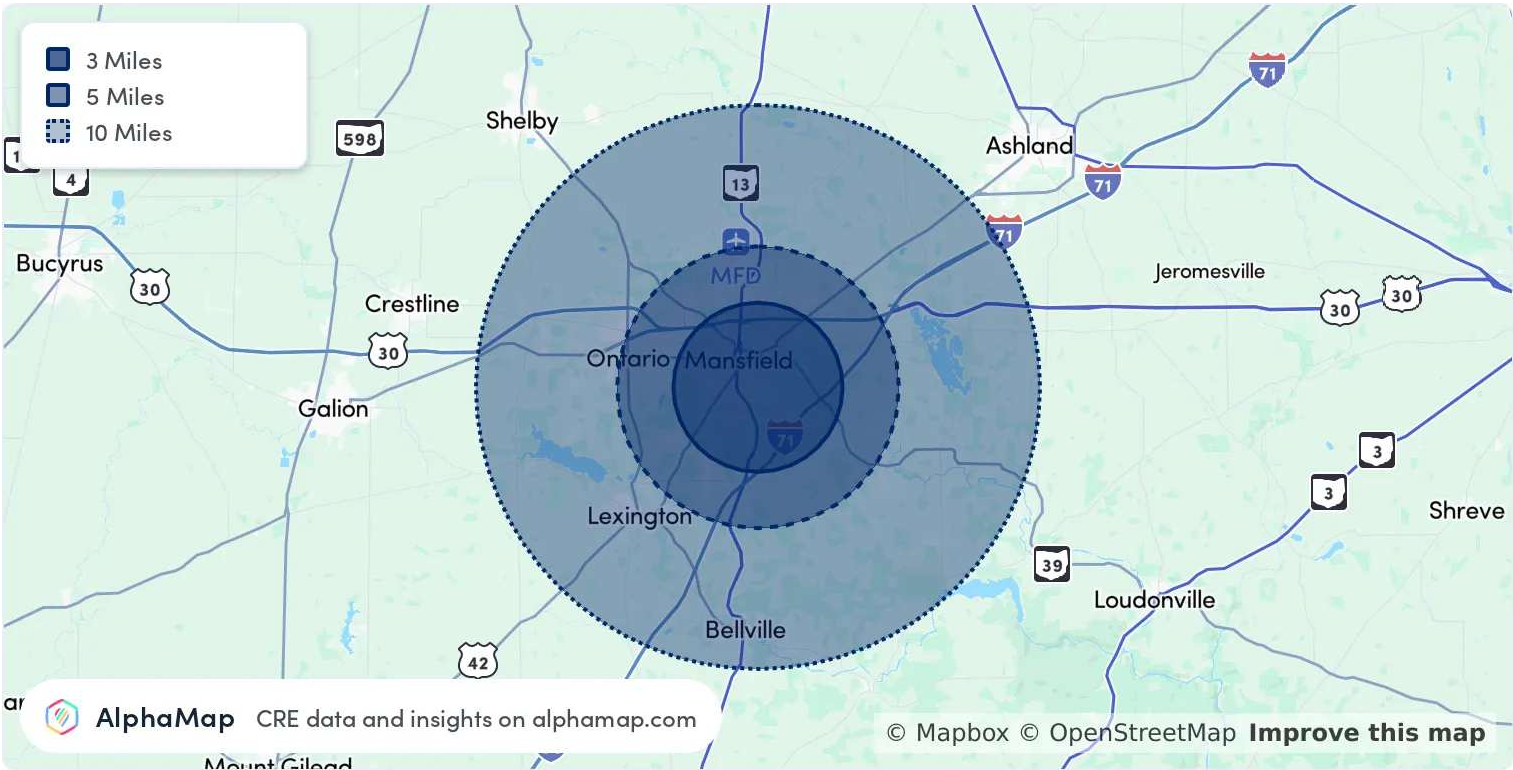 3 Miles
5 Miles
10 Miles
71
598
Shelby
Ashland
4
13
71
71
Bucyrus
MFD
Jeromesville
30
Crestline
30
30
30
Ontario
Mansfield
Galion
71
3
3
Lexington
Shreve
39
Loudonville
Bellville
42
AlphaMap
CRE data and insights on alphamap.com
© Mapbox © OpenStreetMap Improve this map
Mount Gilead